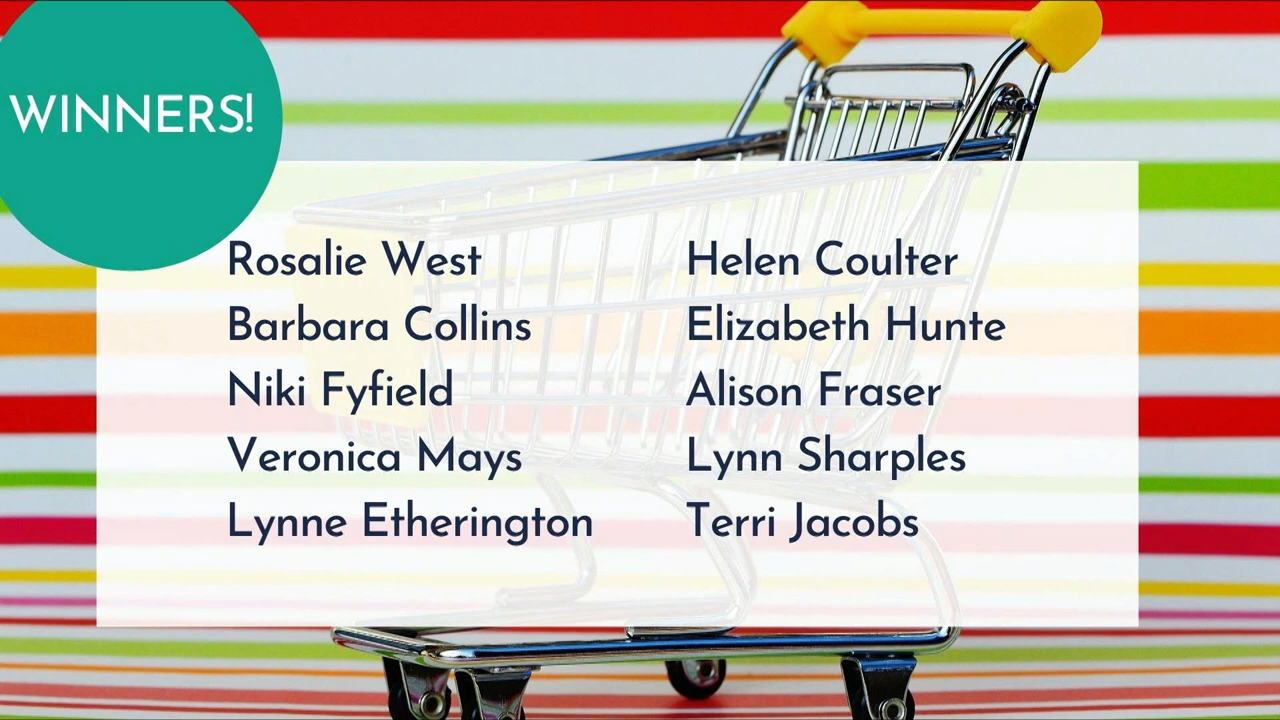 WINNERS!
Rosalie West
Barbara Collins
Niki Fyfield
Veronica Mays
Lynne Etherington
Helen Coulter
Elizabeth Hunte
Alison Fraser
Lynn Sharples
Terri Jacobs